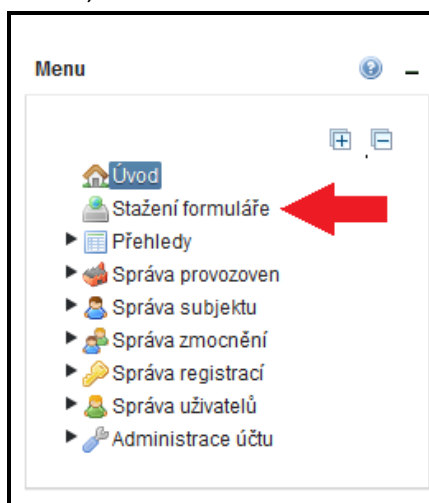 Menu
Úvod
Stažení formuláře
Přehledy
Správa provozoven
Správa subjektu
Správa zmocnění
Správa registrací
Správa uživatelů
Administrace účtu